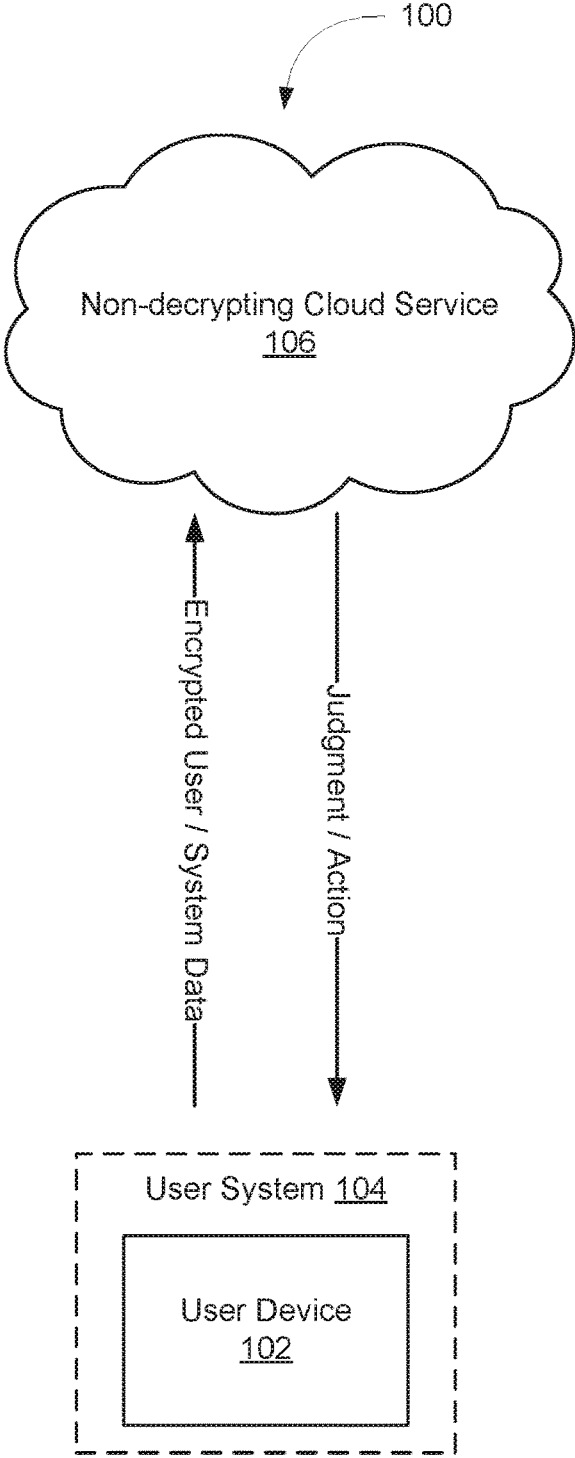 100
Non-decrypting Cloud Service
106
Encrypted User / System Data
Judgment / Action
User System 104
User Device
102